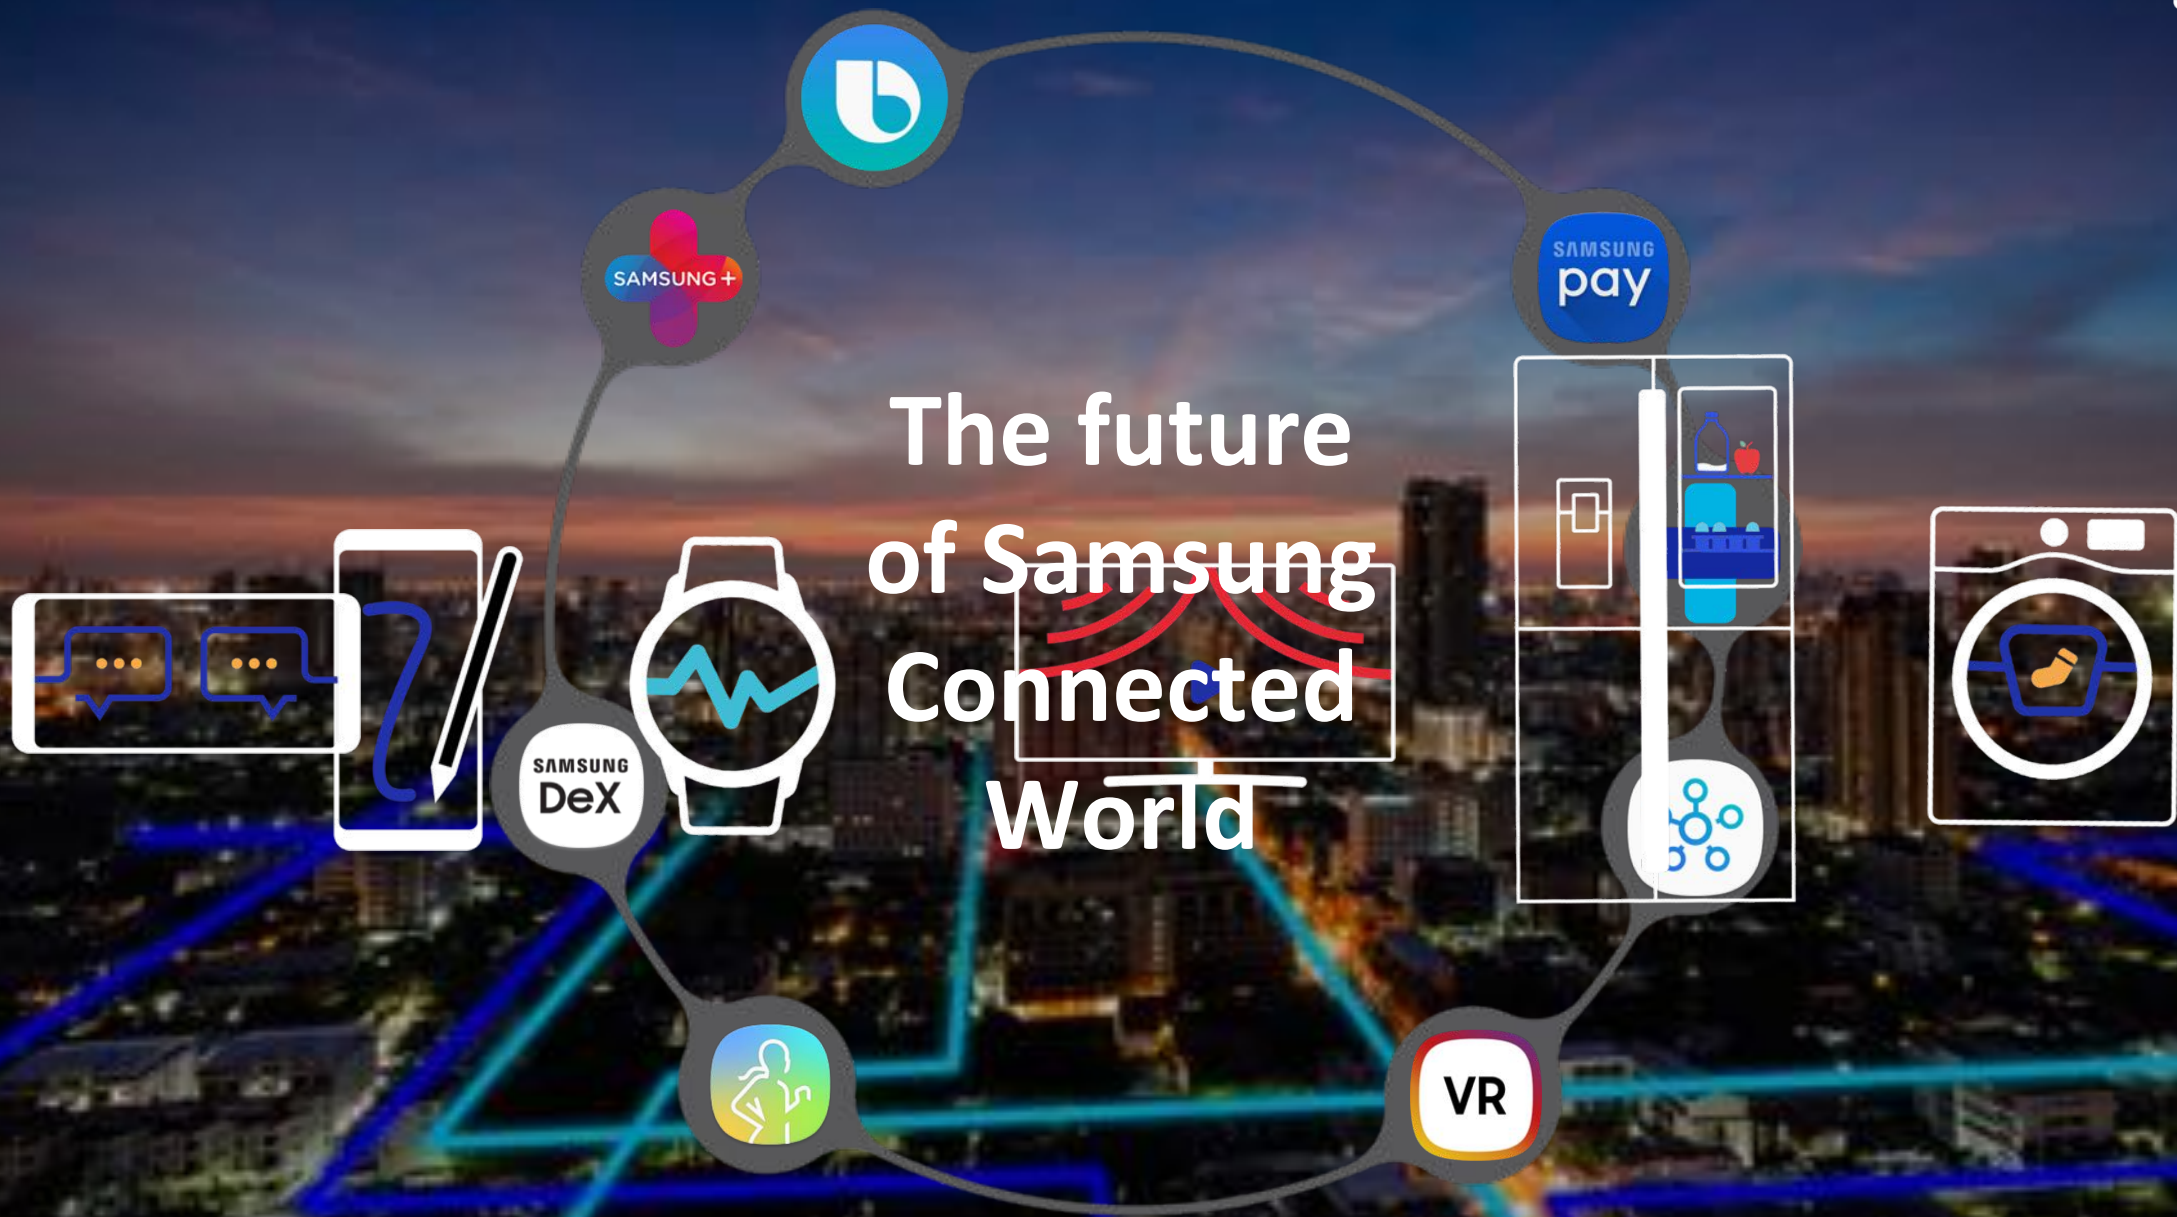 SAMSUNG+
SAMSUNG
pay
The future
of Samsung
Connected
World
SAMSUNG
DeX
VR